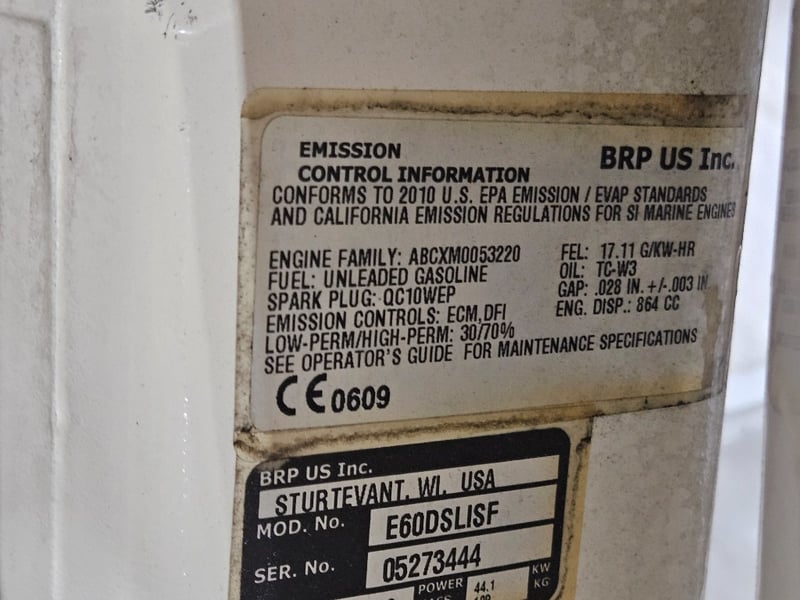 EMISSION
CONTROL INFORMATION
BRP US Inc.
CONFORMS TO 2010 U.S. EPA EMISSION / EVAP STANDARDS
AND CALIFORNIA EMISSION REGULATIONS FOR SI MARINE ENGINES
ENGINE FAMILY: ABCXM0053220
FUEL: UNLEADED GASOLINE
SPARK PLUG: QC10WEP
EMISSION CONTROLS: ECM,DFI
LOW-PERM/HIGH-PERM: 30/70%
FEL: 17.11 G/KW-HR
OIL: TC-W3
GAP: .028 IN. +/-.003 IN.
ENG. DISP.: 864 CC
SEE OPERATOR'S GUIDE FOR MAINTENANCE SPECIFICATIONS
CE 0609
BRP US Inc.
STURTEVANT, WI, USA
MOD. No. E60DSLISF
SER. No. 05273444
POWER 44.1 KW
KG